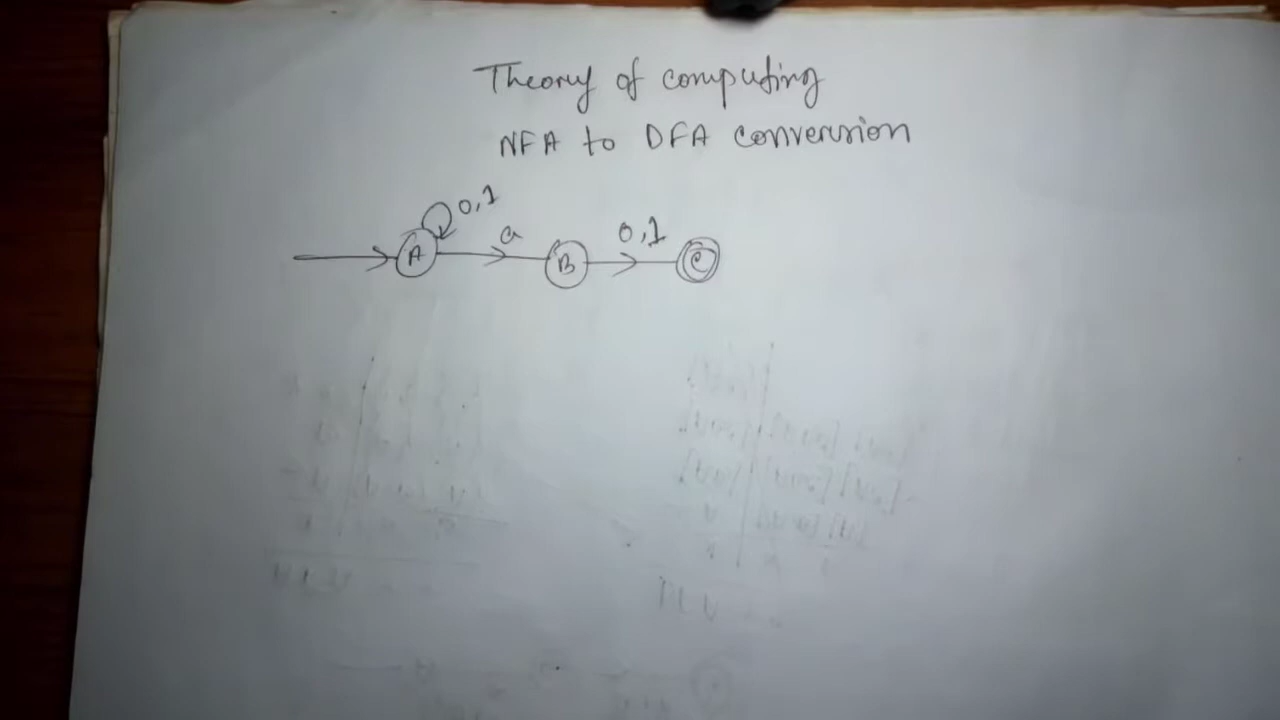 Theory of computing
NFA to DFA conversion
0,1
a
0,1
A
B
C